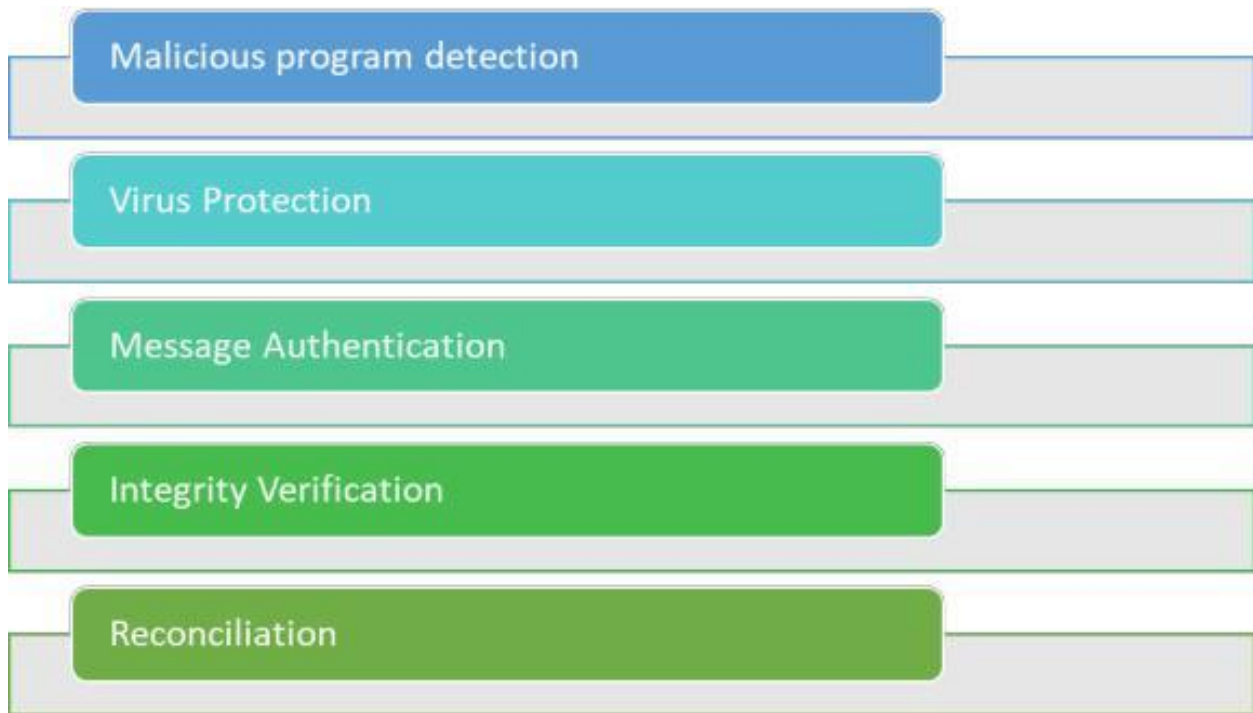 Malicious program detection
Virus Protection
Message Authentication
Integrity Verification
Reconciliation